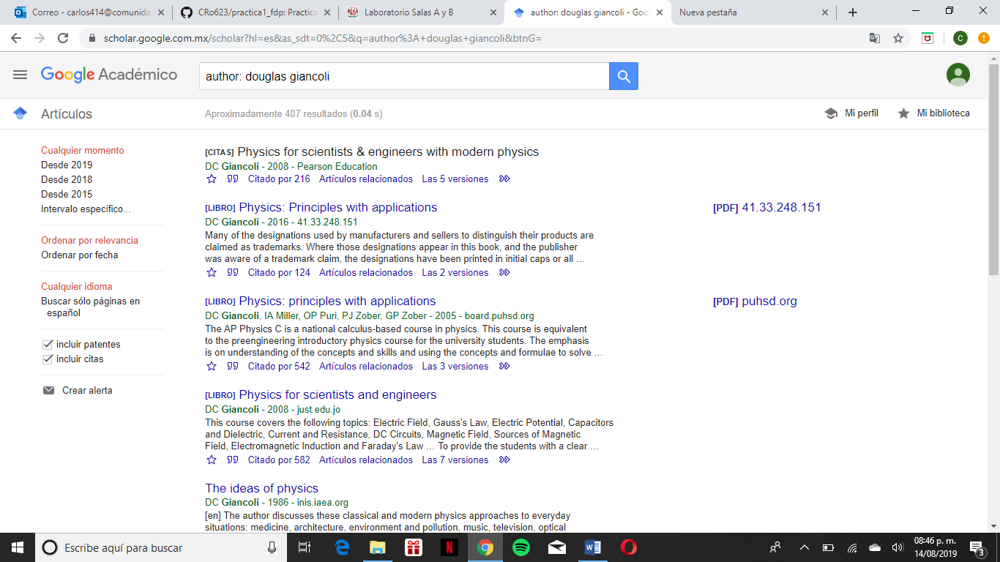 Correo - carlos414@comunida
CRo623/practica1_fdp: Practica
Laboratorio Salas A y B
author: douglas giancoli - Goo
Nueva pestaña
scholar.google.com.mx/scholar?hl=es&as_sdt=0%2C5&q=author%3A+douglas+giancoli&btnG=
C
Google Académico
author: douglas giancoli
Artículos
Aproximadamente 407 resultados (0.04 s)
Mi perfil
Mi biblioteca
Cualquier momento
Desde 2019
Desde 2018
Desde 2015
Intervalo específico...
Ordenar por relevancia
Ordenar por fecha
Cualquier idioma
Buscar sólo páginas en
español
incluir patentes
incluir citas
Crear alerta
[CITAS] Physics for scientists & engineers with modern physics
DC Giancoli - 2008 - Pearson Education
Citado por 216 Artículos relacionados Las 5 versiones
[LIBRO] Physics: Principles with applications
[PDF] 41.33.248.151
DC Giancoli - 2016 - 41.33.248.151
Many of the designations used by manufacturers and sellers to distinguish their products are
claimed as trademarks. Where those designations appear in this book, and the publisher
was aware of a trademark claim, the designations have been printed in initial caps or all ...
Citado por 124 Artículos relacionados Las 2 versiones
[LIBRO] Physics: principles with applications
[PDF] puhsd.org
DC Giancoli, IA Miller, OP Puri, PJ Zober, GP Zober - 2005 - board.puhsd.org
The AP Physics C is a national calculus-based course in physics. This course is equivalent
to the preengineering introductory physics course for the university students. The emphasis
is on understanding of the concepts and skills and using the concepts and formulae to solve ...
Citado por 542 Artículos relacionados Las 3 versiones
[LIBRO] Physics for scientists and engineers
DC Giancoli - 2008 - just.edu.jo
This course covers the following topics: Electric Field, Gauss's Law, Electric Potential, Capacitors
and Dielectric, Current and Resistance, DC Circuits, Magnetic Field, Sources of Magnetic
Field, Electromagnetic Induction and Faraday's Law ... To provide the students with a clear ...
Citado por 582 Artículos relacionados Las 7 versiones
The ideas of physics
DC Giancoli - 1986 - inis.iaea.org
[en] The author discusses these classical and modern physics approaches to everyday
situations: medicine, architecture, environment and pollution, music, television, optical
Escribe aquí para buscar
08:46 p. m.
14/08/2019
3